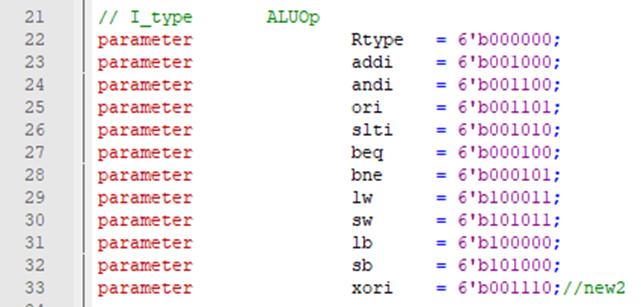 21 // I_type ALUOp
22 parameter Rtype = 6'b000000;
23 parameter addi = 6'b001000;
24 parameter andi = 6'b001100;
25 parameter ori = 6'b001101;
26 parameter slti = 6'b001010;
27 parameter beq = 6'b000100;
28 parameter bne = 6'b000101;
29 parameter lw = 6'b100011;
30 parameter sw = 6'b101011;
31 parameter lb = 6'b100000;
32 parameter sb = 6'b101000;
33 parameter xori = 6'b001110;//new2